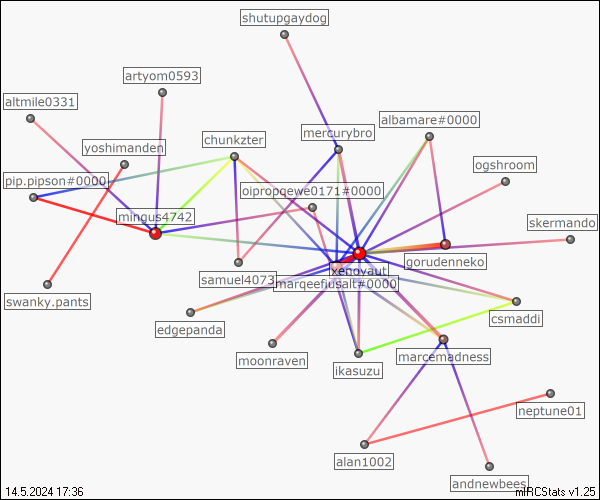 shutupgaydog
artyom0593
altmile0331
albamare#0000
mercurybro
chunkzter
yoshimanden
ogshroom
pip.pipson#0000
oipropqewe0171#0000
mingus4742
skermando
gorudenneko
xenovaut
samuel4073
marqeefiusalt#0000
swanky.pants
csmaddi
edgepanda
marcemadness
moonraven
ikasuzu
neptune01
alan1002
andnewbees
14.5.2024 17:36
mIRCStats v1.25